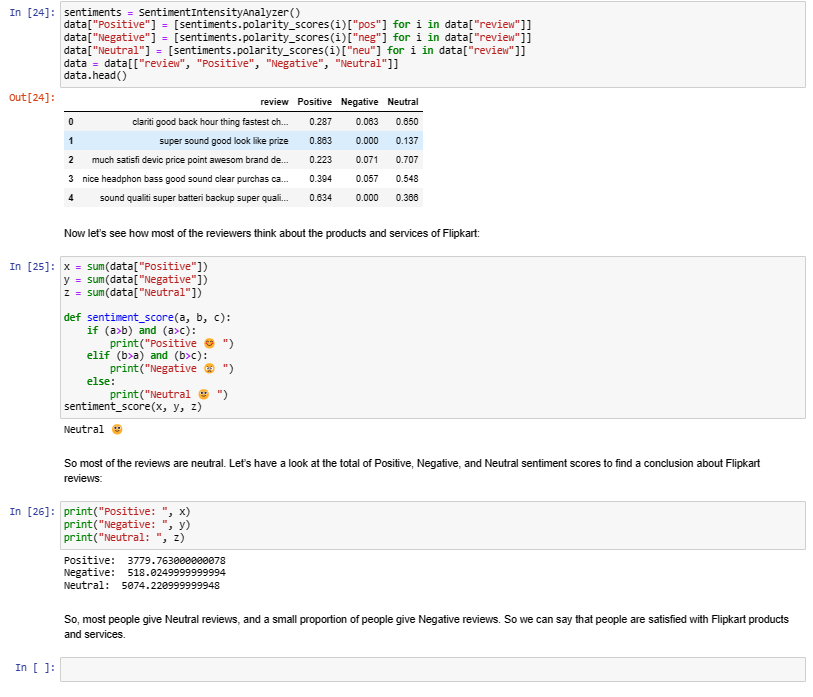 In [24]: sentiments = SentimentIntensityAnalyzer()
data["Positive"] = [sentiments.polarity_scores(i)["pos"] for i in data["review"]]
data["Negative"] = [sentiments.polarity_scores(i)["neg"] for i in data["review"]]
data["Neutral"] = [sentiments.polarity_scores(i)["neu"] for i in data["review"]]
data = data[["review", "Positive", "Negative", "Neutral"]]
data.head()
Out[24]:
review Positive Negative Neutral
0 clariti good back hour thing fastest ch... 0.287 0.063 0.650
1 super sound good look like prize 0.863 0.000 0.137
2 much satisfi devic price point awesom brand de... 0.223 0.071 0.707
3 nice headphon bass good sound clear purchas ca... 0.394 0.057 0.548
4 sound qualiti super batteri backup super quali... 0.634 0.000 0.366
Now let's see how most of the reviewers think about the products and services of Flipkart:
In [25]: x = sum(data["Positive"])
y = sum(data["Negative"])
z = sum(data["Neutral"])
def sentiment_score(a, b, c):
if (a>b) and (a>c):
print("Positive 😊 ")
elif (b>a) and (b>c):
print("Negative 😠 ")
else:
print("Neutral 🙂 ")
sentiment_score(x, y, z)
Neutral 🙂
So most of the reviews are neutral. Let's have a look at the total of Positive, Negative, and Neutral sentiment scores to find a conclusion about Flipkart
reviews:
In [26]: print("Positive: ", x)
print("Negative: ", y)
print("Neutral: ", z)
Positive: 3779.763000000078
Negative: 518.0249999999994
Neutral: 5074.220999999948
So, most people give Neutral reviews, and a small proportion of people give Negative reviews. So we can say that people are satisfied with Flipkart products
and services.
In [ ]: